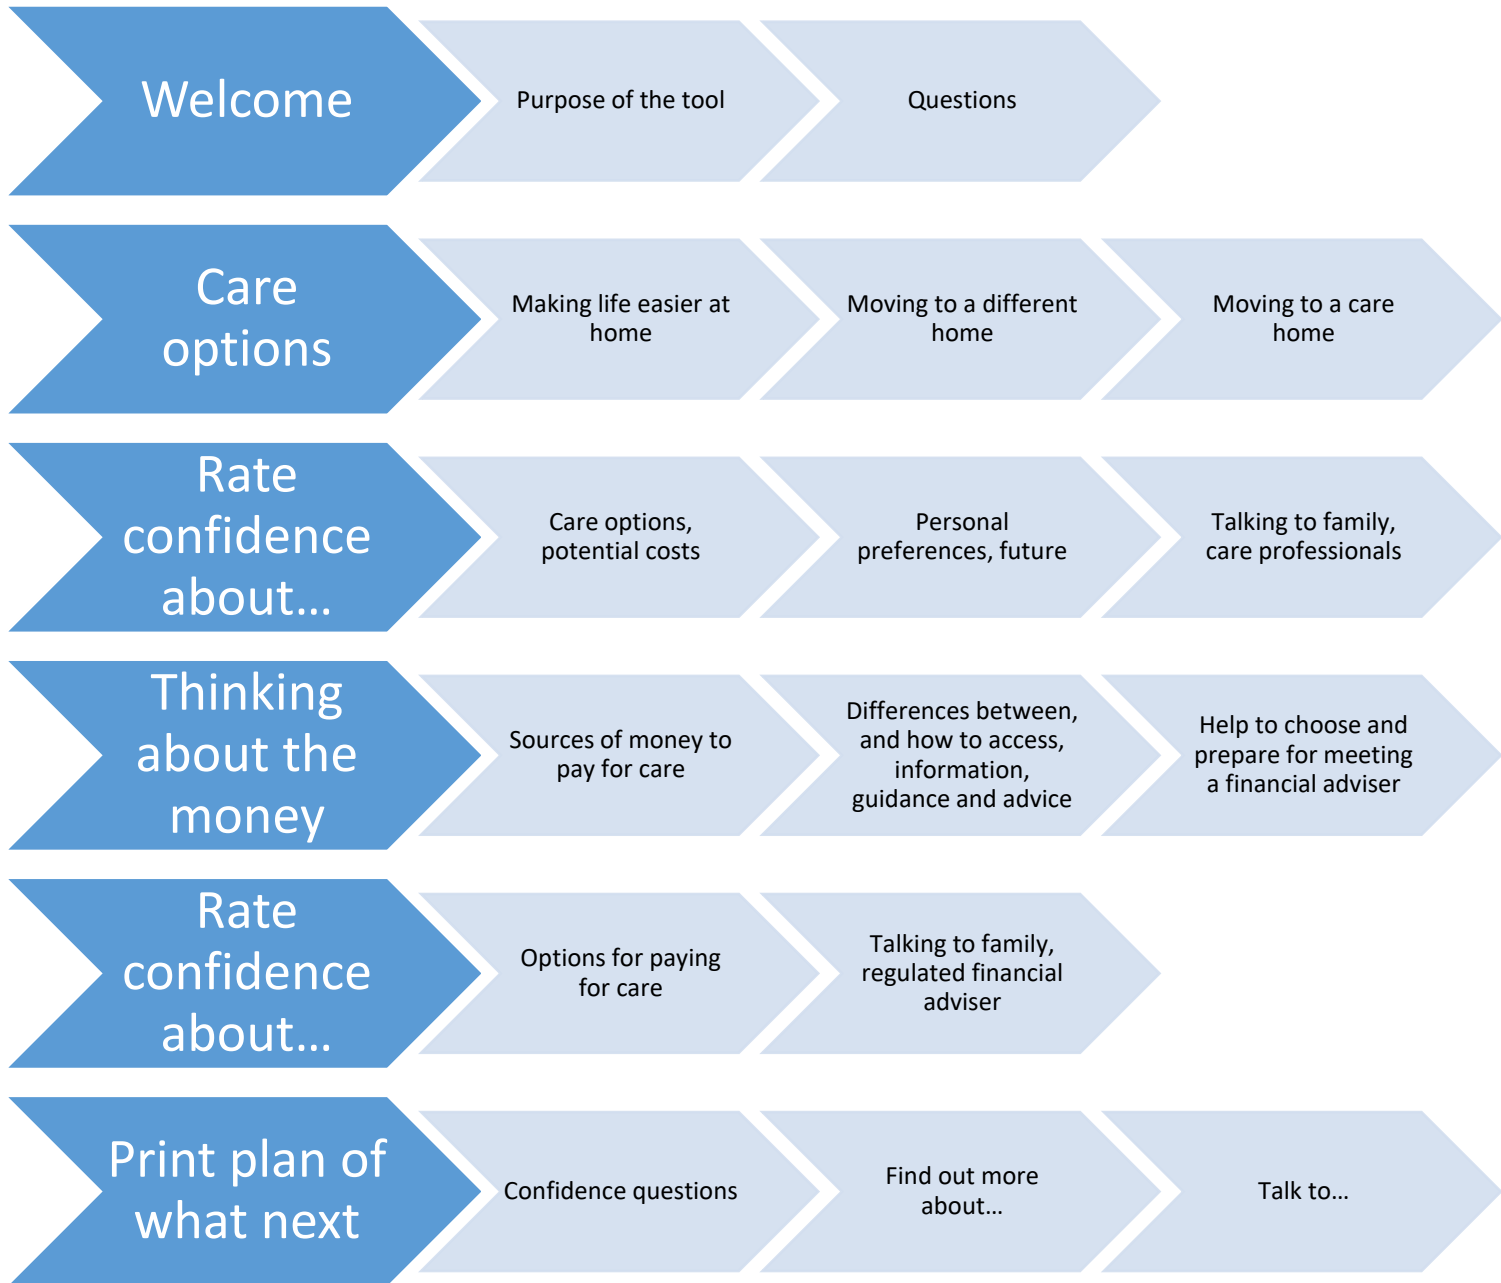 Welcome
Purpose of the tool
Questions
Care
options
Making life easier at
home
Moving to a different
home
Moving to a care
home
Rate
confidence
about…
Care options,
potential costs
Personal
preferences, future
Talking to family,
care professionals
Thinking
about the
money
Sources of money to
pay for care
Differences between,
and how to access,
information,
guidance and advice
Help to choose and
prepare for meeting
a financial adviser
Rate
confidence
about…
Options for paying
for care
Talking to family,
regulated financial
adviser
Print plan of
what next
Confidence questions
Find out more
about…
Talk to…